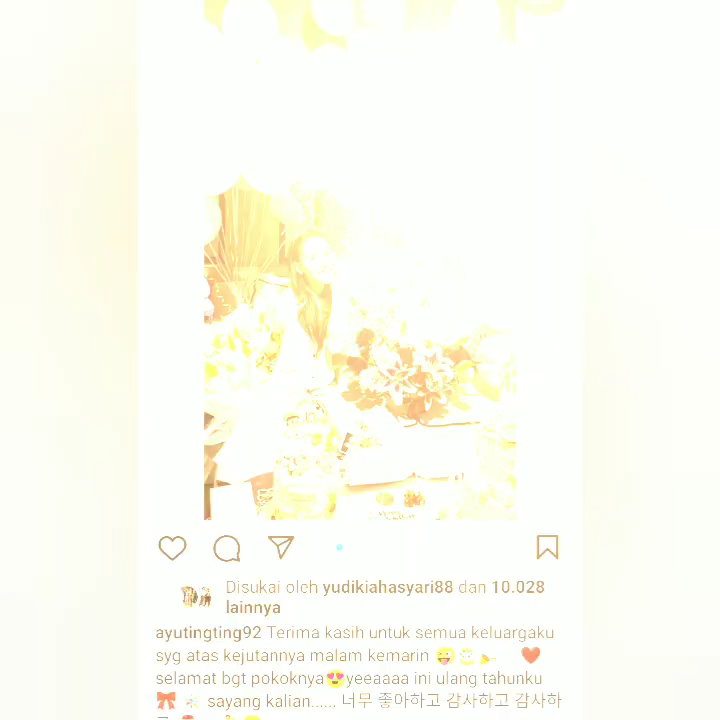 Disukai oleh yudikiahasyari88 dan 10.028
lainnya
ayutingting92 Terima kasih untuk semua keluargaku
syg atas kejutannya malam kemarin 😜 ❤️
selamat bgt pokoknya😍yeeaaaa ini ulang tahunku
🎀 sayang kalian...... 너무 좋아하고 감사하고 감사하